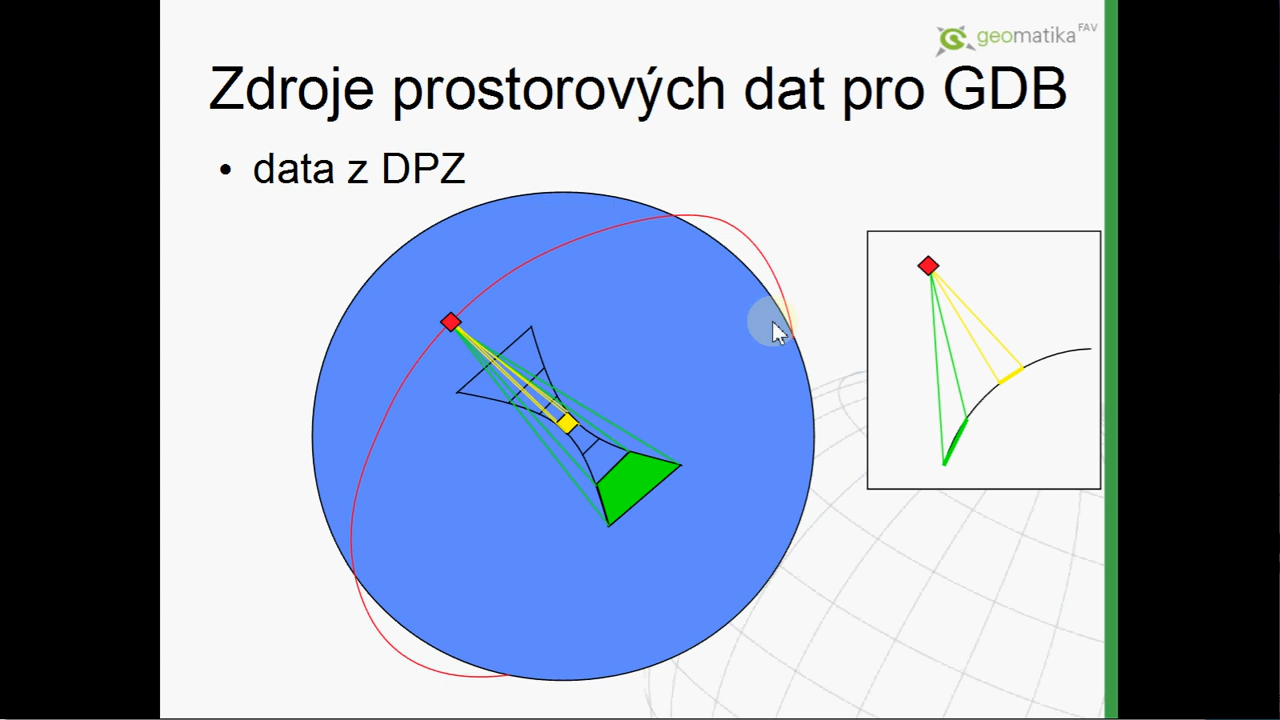 geomatika FAV
Zdroje prostorových dat pro GDB
• data z DPZ